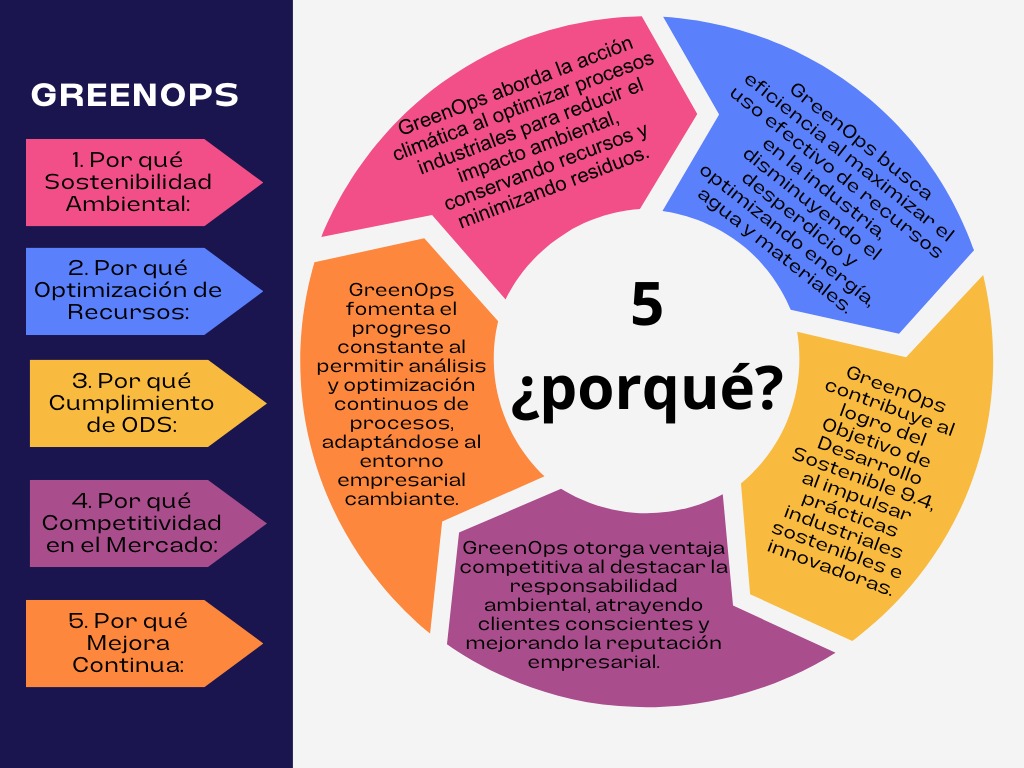 GREENOPS
1. Por qué
Sostenibilidad
Ambiental:
2. Por qué
Optimización de
Recursos:
3. Por qué
Cumplimiento
de ODS:
4. Por qué
Competitividad
en el Mercado:
5. Por qué
Mejora
Continua:
GreenOps aborda la acción
climática al optimizar procesos
industriales para reducir el
impacto ambiental,
conservando recursos y
minimizando residuos.
GreenOps busca
eficiencia al maximizar el
uso efectivo de recursos
en la industria,
disminuyendo el
desperdicio y
optimizando energía,
agua y materiales.
GreenOps
contribuye al
logro del
Objetivo de
Desarrollo
Sostenible 9.4,
al impulsar
prácticas
industriales
sostenibles e
innovadoras.
GreenOps otorga ventaja
competitiva al destacar la
responsabilidad
ambiental, atrayendo
clientes conscientes y
mejorando la reputación
empresarial.
GreenOps
fomenta el
progreso
constante al
permitir análisis
y optimización
continuos de
procesos,
adaptándose al
entorno
empresarial
cambiante.
5
¿porqué?